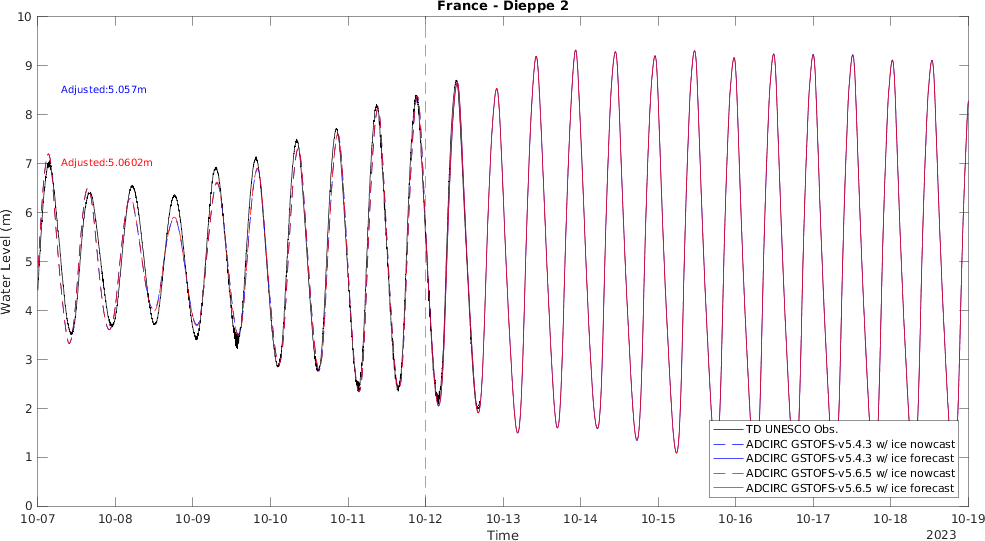 France - Dieppe 2
10
9
8
7
6
5
4
3
2
1
0
Water Level (m)
Adjusted:5.057m
Adjusted:5.0602m
TD UNESCO Obs.
ADCIRC GSTOFS-v5.4.3 w/ ice nowcast
ADCIRC GSTOFS-v5.4.3 w/ ice forecast
ADCIRC GSTOFS-v5.6.5 w/ ice nowcast
ADCIRC GSTOFS-v5.6.5 w/ ice forecast
10-07 10-08 10-09 10-10 10-11 10-12 10-13 10-14 10-15 10-16 10-17 10-18 10-19
Time
2023